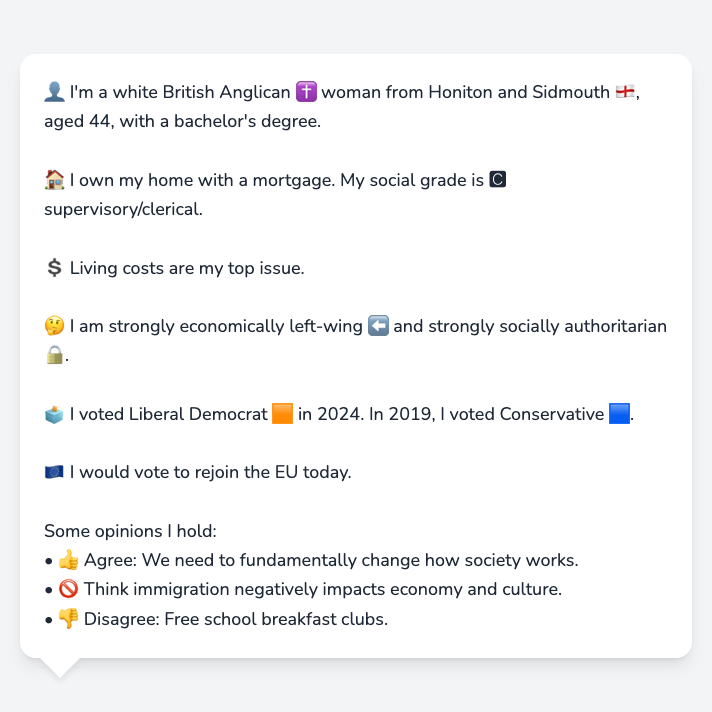 👤 I'm a white British Anglican ✝️ woman from Honiton and Sidmouth 🏴󠁧󠁢󠁥󠁮󠁧󠁿,
aged 44, with a bachelor's degree.
🏠 I own my home with a mortgage. My social grade is 🅲
supervisory/clerical.
💲 Living costs are my top issue.
🤔 I am strongly economically left-wing ⬅️ and strongly socially authoritarian
🔒.
🗳️ I voted Liberal Democrat 🟧 in 2024. In 2019, I voted Conservative 🟦.
🇪🇺 I would vote to rejoin the EU today.
Some opinions I hold:
• 👍 Agree: We need to fundamentally change how society works.
• 🚫 Think immigration negatively impacts economy and culture.
• 👎 Disagree: Free school breakfast clubs.